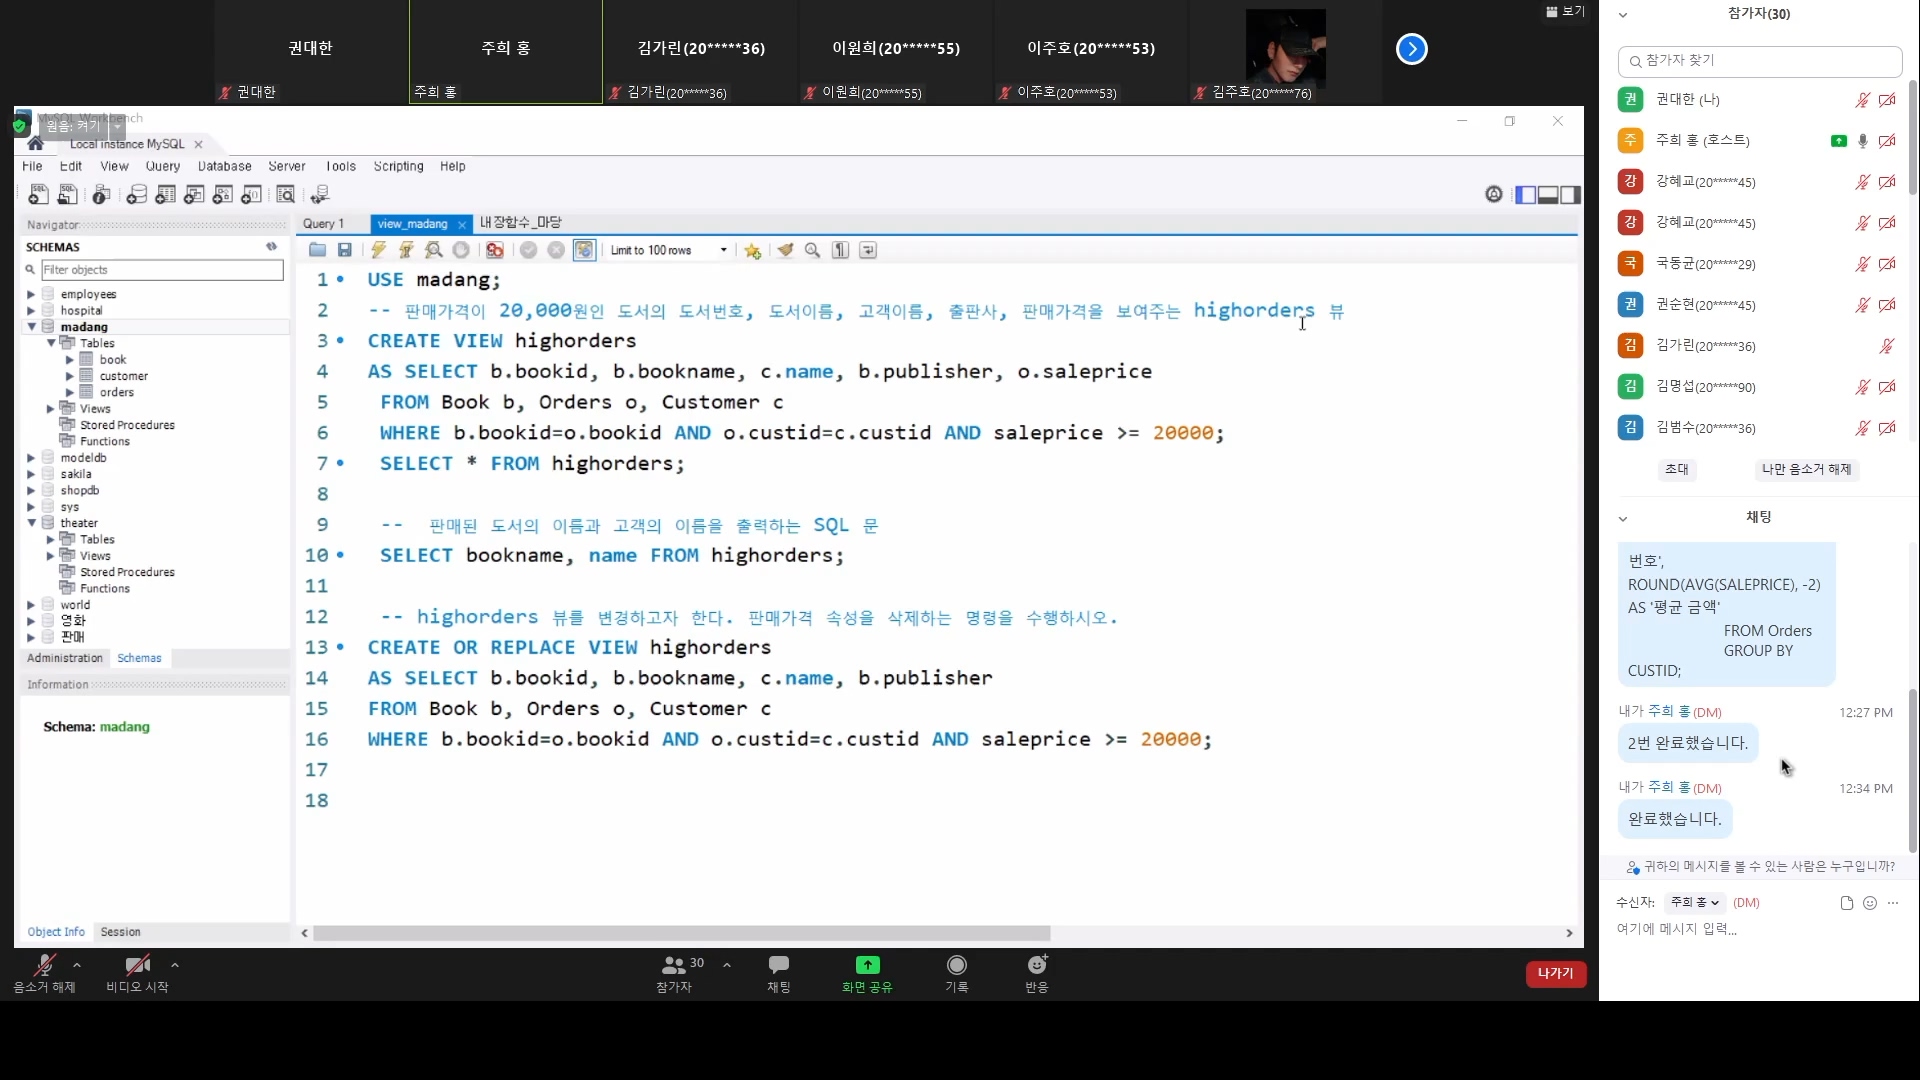 권대한
주희 홍
김가린(20*****36)
이원희(20*****55)
이주호(20*****53)
보기
권대한
주희 홍
김가린(20*****36)
이원희(20*****55)
이주호(20*****53)
김주호(20*****76)
MySQL Workbench
원음: 켜기
Local instance MySQL
File Edit View Query Database Server Tools Scripting Help
Navigator
SCHEMAS
Filter objects
employees
hospital
madang
Tables
book
customer
orders
Views
Stored Procedures
Functions
modeldb
sakila
shopdb
sys
theater
Tables
Views
Stored Procedures
Functions
world
영화
판매
Administration Schemas
Information
Schema: madang
Object Info Session
Query 1 view_madang 내장함수_마당
Limit to 100 rows
1 USE madang;
2 -- 판매가격이 20,000원인 도서의 도서번호, 도서이름, 고객이름, 출판사, 판매가격을 보여주는 highorders 뷰
3 CREATE VIEW highorders
4 AS SELECT b.bookid, b.bookname, c.name, b.publisher, o.saleprice
5 FROM Book b, Orders o, Customer c
6 WHERE b.bookid=o.bookid AND o.custid=c.custid AND saleprice >= 20000;
7 SELECT * FROM highorders;
8
9 -- 판매된 도서의 이름과 고객의 이름을 출력하는 SQL 문
10 SELECT bookname, name FROM highorders;
11
12 -- highorders 뷰를 변경하고자 한다. 판매가격 속성을 삭제하는 명령을 수행하시오.
13 CREATE OR REPLACE VIEW highorders
14 AS SELECT b.bookid, b.bookname, c.name, b.publisher
15 FROM Book b, Orders o, Customer c
16 WHERE b.bookid=o.bookid AND o.custid=c.custid AND saleprice >= 20000;
17
18
음소거 해제
비디오 시작
30
참가자
채팅
화면 공유
기록
반응
나가기
참가자(30)
참가자 찾기
권 권대한 (나)
주 주희 홍 (호스트)
강 강혜교(20*****45)
강 강혜교(20*****45)
국 국동균(20*****29)
권 권순현(20*****45)
김 김가린(20*****36)
김 김명섭(20*****90)
김 김범수(20*****36)
초대 나만 음소거 해제
채팅
번호',
ROUND(AVG(SALEPRICE), -2)
AS '평균 금액'
FROM Orders
GROUP BY
CUSTID;
내가 주희 홍(DM) 12:27 PM
2번 완료했습니다.
내가 주희 홍(DM) 12:34 PM
완료했습니다.
귀하의 메시지를 볼 수 있는 사람은 누구입니까?
수신자: 주희 홍 (DM)
여기에 메시지 입력...